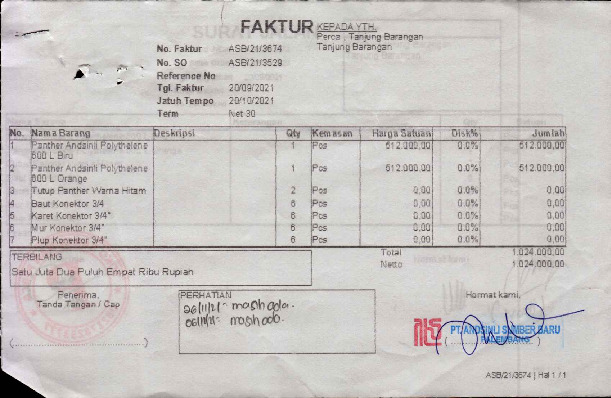 FAKTUR
KEPADA YTH.
Perca , Tanjung Barangan
Tanjung Barangan
No. Faktur ASB/21/3674
No. SO ASB/21/3529
Reference No
Tgl. Faktur 20/09/2021
Jatuh Tempo 20/10/2021
Term Net 30
No. Nama Barang Deskripsi Qty Kemasan Harga Satuan Disk% Jumlah
1 Panther Andsinli Polythelene 1 Pcs 512.000,00 0.0% 512.000,00
500 L Biru
2 Panther Andsinli Polythelene 1 Pcs 512.000,00 0.0% 512.000,00
500 L Orange
3 Tutup Panther Warna Hitam 2 Pcs 0,00 0.0% 0,00
4 Baut Konektor 3/4 6 Pcs 0,00 0.0% 0,00
5 Karet Konektor 3/4" 6 Pcs 0,00 0.0% 0,00
6 Mur Konektor 3/4" 6 Pcs 0,00 0.0% 0,00
7 Plup Konektor 3/4" 6 Pcs 0,00 0.0% 0,00
Total 1.024.000,00
Netto 1.024.000,00
TERBILANG
Satu Juta Dua Puluh Empat Ribu Rupiah
Penerima,
Tanda Tangan / Cap
(........................)
PERHATIAN
masih ada.
masih ada.
Hormat kami,
PT. ANDSINLI SUMBER BARU
PALEMBANG
ASB/21/3674 | Hal 1 / 1